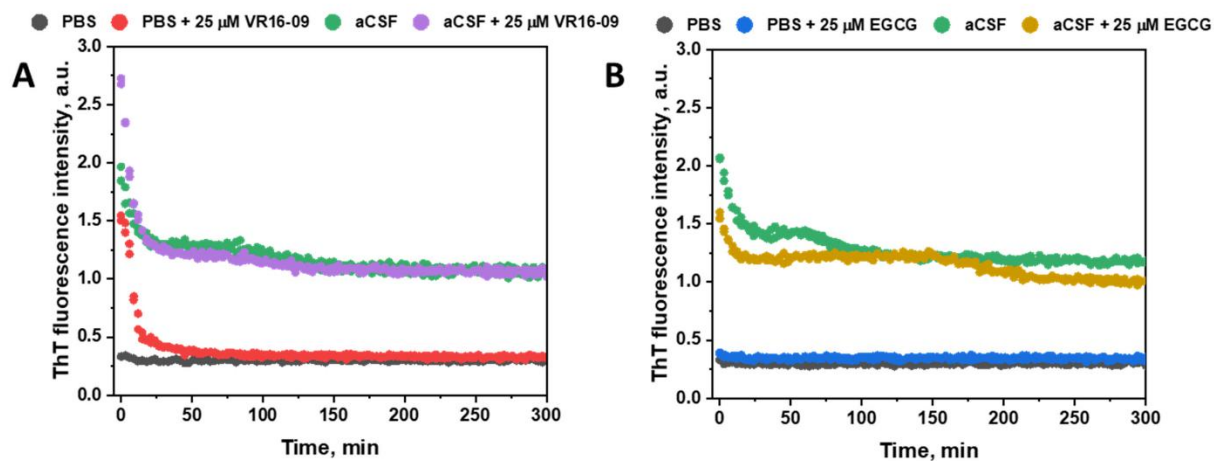 PBS PBS + 25 μM VR16-09 aCSF aCSF + 25 μM VR16-09
A
ThT fluorescence intensity, a.u.
3.0
2.5
2.0
1.5
1.0
0.5
0.0
0 50 100 150 200 250 300
Time, min
PBS PBS + 25 μM EGCG aCSF aCSF + 25 μM EGCG
B
ThT fluorescence intensity, a.u.
3.0
2.5
2.0
1.5
1.0
0.5
0.0
0 50 100 150 200 250 300
Time, min